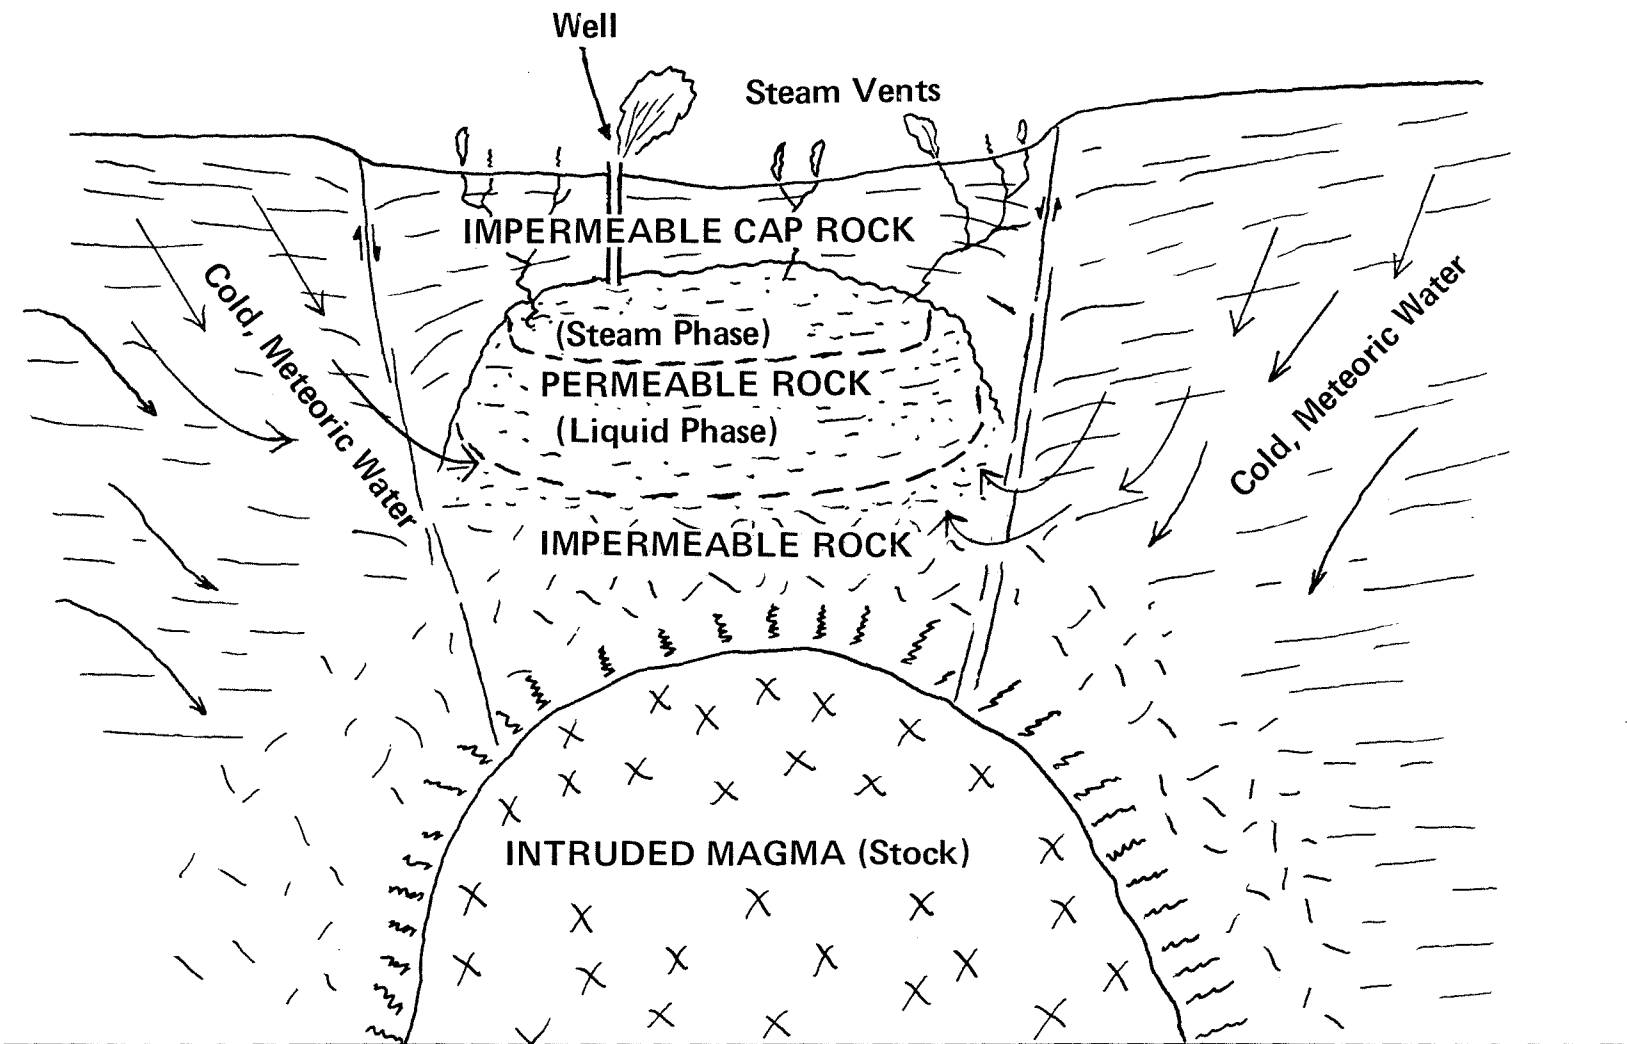 Well
Steam Vents
IMPERMEABLE CAP ROCK
Cold, Meteoric Water
(Steam Phase)
PERMEABLE ROCK
(Liquid Phase)
Cold, Meteoric Water
IMPERMEABLE ROCK
INTRUDED MAGMA (Stock)